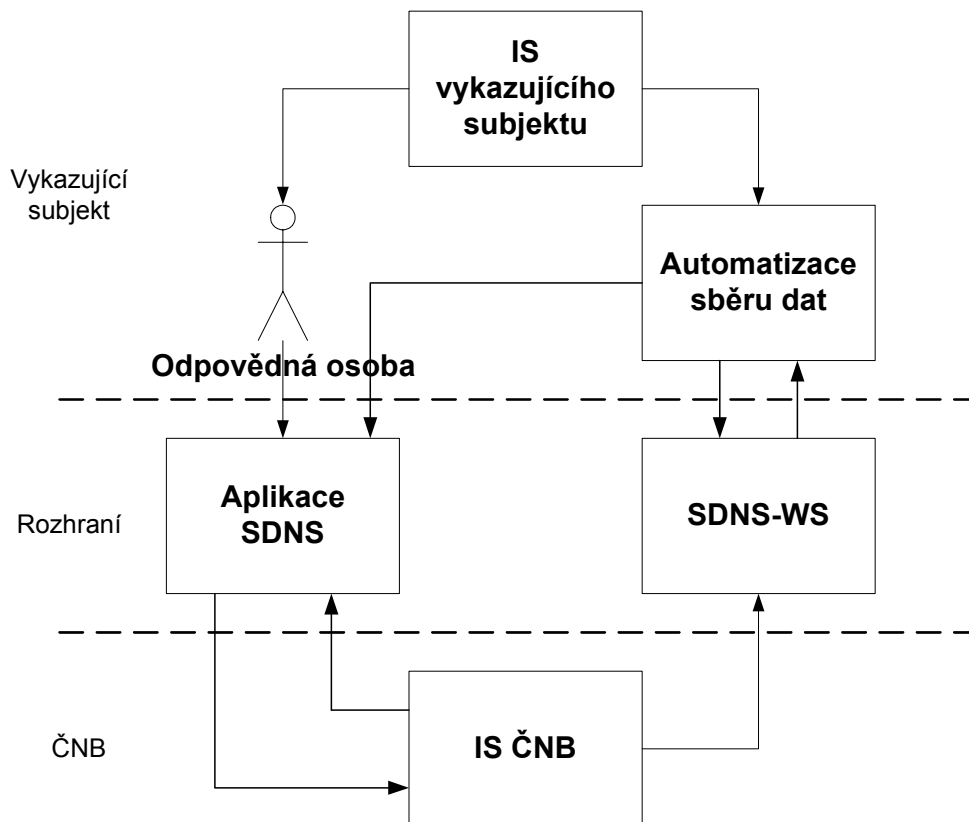 IS
vykazujícího
subjektu
Vykazující
subjekt
Automatizace
sběru dat
Odpovědná osoba
Aplikace
SDNS
SDNS-WS
Rozhraní
IS ČNB
ČNB